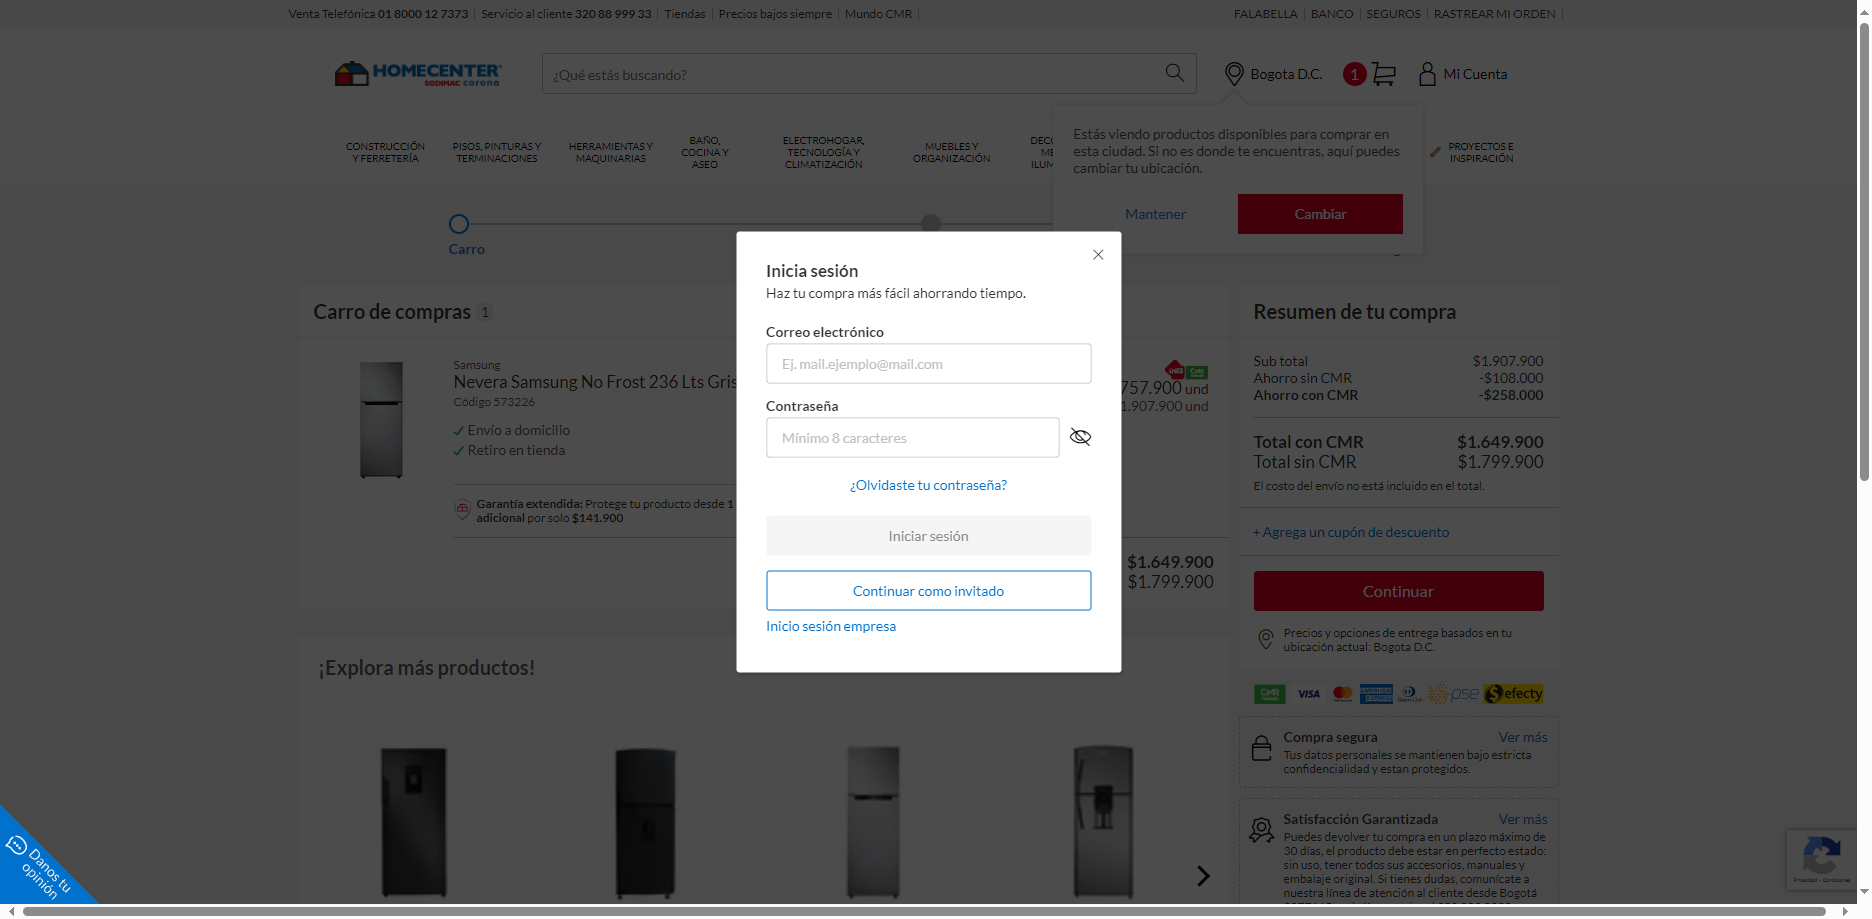 Venta Telefónica 01 8000 12 7373 | Servicio al cliente 320 88 999 33 | Tiendas | Precios bajos siempre | Mundo CMR |
FALABELLA | BANCO | SEGUROS | RASTREAR MI ORDEN |
HOMECENTER
SODIMAC corona
¿Qué estás buscando?
Bogota D.C.
1
Mi Cuenta
CONSTRUCCIÓN
Y FERRETERÍA
PISOS, PINTURAS Y
TERMINACIONES
HERRAMIENTAS Y
MAQUINARIAS
BAÑO,
COCINA Y
ASEO
ELECTROHOGAR,
TECNOLOGÍA Y
CLIMATIZACIÓN
MUEBLES Y
ORGANIZACIÓN
PROYECTOS E
INSPIRACIÓN
Estás viendo productos disponibles para comprar en
esta ciudad. Si no es donde te encuentras, aquí puedes
cambiar tu ubicación.
Mantener
Cambiar
Carro
Inicia sesión
Haz tu compra más fácil ahorrando tiempo.
Correo electrónico
Ej. mail.ejemplo@mail.com
Contraseña
Mínimo 8 caracteres
¿Olvidaste tu contraseña?
Iniciar sesión
Continuar como invitado
Inicio sesión empresa
Carro de compras 1
Samsung
Nevera Samsung No Frost 236 Lts Gris
Código 573226
Envío a domicilio
Retiro en tienda
757.900 und
1.907.900 und
Garantía extendida: Protege tu producto desde 1
adicional por solo $141.900
$1.649.900
$1.799.900
¡Explora más productos!
Resumen de tu compra
Sub total $1.907.900
Ahorro sin CMR -$108.000
Ahorro con CMR -$258.000
Total con CMR $1.649.900
Total sin CMR $1.799.900
El costo del envío no está incluido en el total.
+ Agrega un cupón de descuento
Continuar
Precios y opciones de entrega basados en tu
ubicación actual: Bogota D.C.
CMR VISA pse efecty
Compra segura Ver más
Tus datos personales se mantienen bajo estricta
confidencialidad y estan protegidos.
Satisfacción Garantizada Ver más
Puedes devolver tu compra en un plazo máximo de
30 días, el producto debe estar en perfecto estado:
sin uso, tener todos sus accesorios, manuales y
embalaje original. Si tienes dudas, comunícate a
nuestra línea de atención al cliente desde Bogotá
Danos tu
opinión